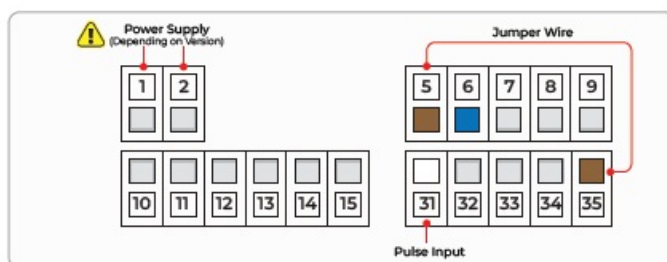 Power Supply
(Depending on Version)
Jumper Wire
1 2
5 6 7 8 9
10 11 12 13 14 15
31 32 33 34 35
Pulse Input